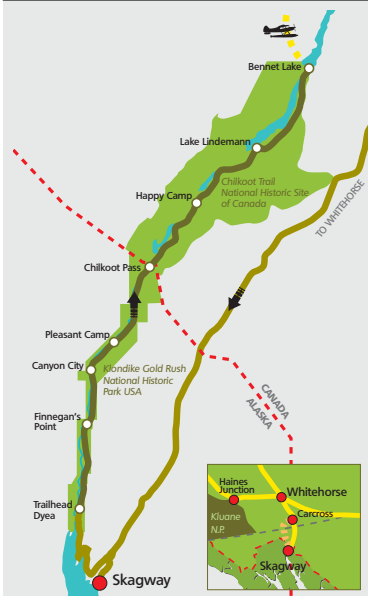 Bennet Lake
Lake Lindemann
Chilkoot Trail
National Historic Site
of Canada
Happy Camp
TO WHITEHORSE
Chilkoot Pass
Pleasant Camp
Canyon City
Klondike Gold Rush
National Historic
Park USA
CANADA
ALASKA
Finnegan's
Point
Trailhead
Dyea
Skagway
Haines
Junction
Whitehorse
Carcross
Kluane
N.P.
Skagway